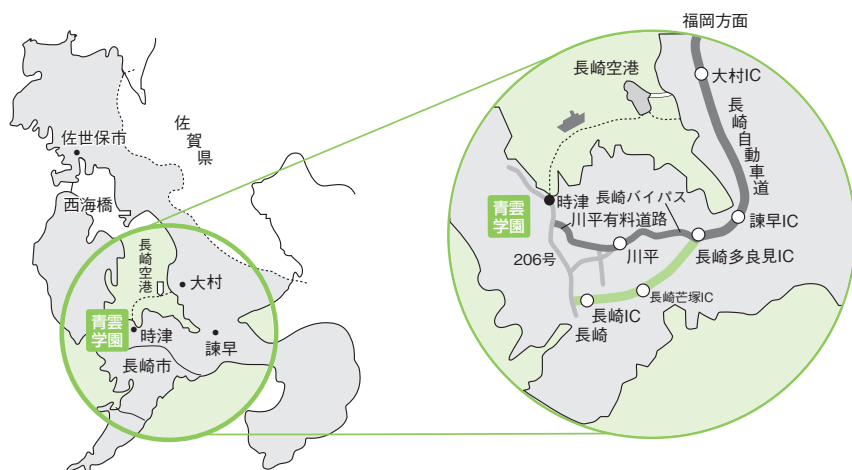 佐世保市
佐賀県
西海橋
長崎空港
大村
青雲
学園
時津
諫早
長崎市
福岡方面
大村IC
長崎空港
長崎自動車道
青雲
学園
時津
長崎バイパス
川平有料道路
諫早IC
206号
川平
長崎多良見IC
長崎芒塚IC
長崎IC
長崎